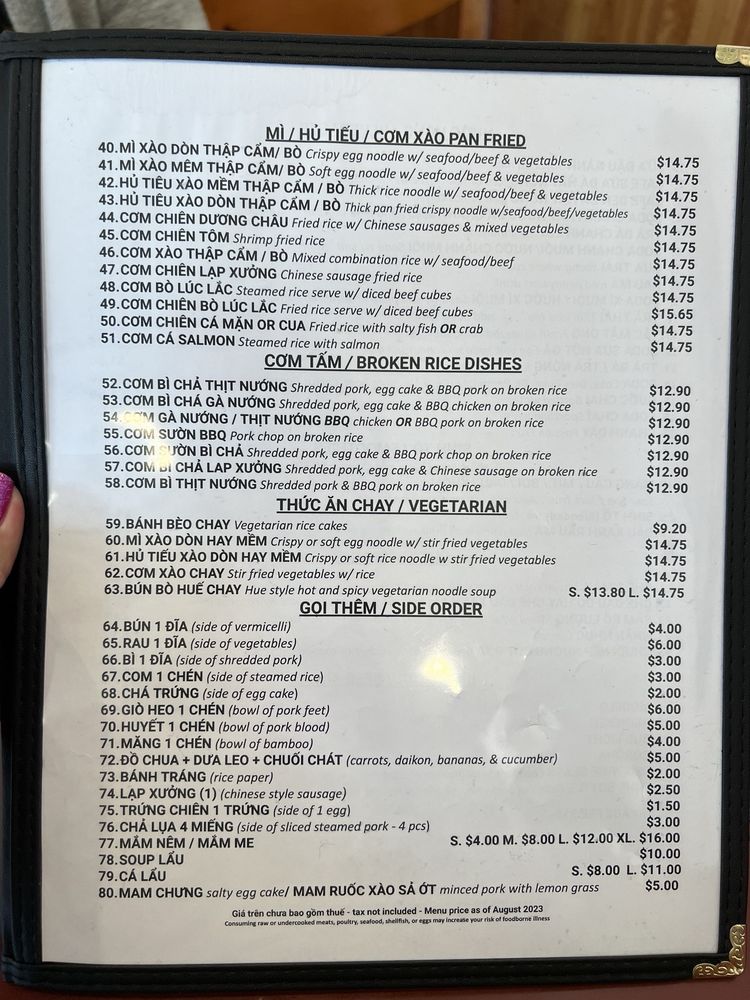 MÌ / HỦ TIẾU / CƠM XÀO PAN FRIED
40.MÌ XÀO DÒN THẬP CẨM/ BÒ Crispy egg noodle w/ seafood/beef & vegetables $14.75
41.MÌ XÀO MÊM THẬP CẨM/ BÒ Soft egg noodle w/ seafood/beef & vegetables $14.75
42.HỦ TIÊU XÀO MỀM THẬP CẨM / BÒ Thick rice noodle w/ seafood/beef & vegetables $14.75
43.HỦ TIÊU XÀO DÒN THẬP CẨM / BÒ Thick pan fried crispy noodle w/seafood/beef/vegetables $14.75
44.CƠM CHIÊN DƯƠNG CHÂU Fried rice w/ Chinese sausages & mixed vegetables $14.75
45.CƠM CHIÊN TÔM Shrimp fried rice $14.75
46.CƠM XÀO THẬP CẨM / BÒ Mixed combination rice w/ seafood/beef $14.75
47.CƠM CHIÊN LẠP XƯỞNG Chinese sausage fried rice $14.75
48.CƠM BÒ LÚC LẮC Steamed rice serve w/ diced beef cubes $14.75
49.CƠM CHIÊN BÒ LÚC LẮC Fried rice serve w/ diced beef cubes $15.65
50.CƠM CHIÊN CÁ MẶN OR CUA Fried rice with salty fish OR crab $14.75
51.CƠM CÁ SALMON Steamed rice with salmon $14.75
CƠM TẤM / BROKEN RICE DISHES
52.CƠM BÌ CHẢ THỊT NƯỚNG Shredded pork, egg cake & BBQ pork on broken rice $12.90
53.CƠM BÌ CHÁ GÀ NƯỚNG Shredded pork, egg cake & BBQ chicken on broken rice $12.90
54.CƠM GÀ NƯỚNG / THỊT NƯỚNG BBQ chicken OR BBQ pork on broken rice $12.90
55.CƠM SƯỜN BBQ Pork chop on broken rice $12.90
56.CƠM SƯỜN BÌ CHẢ Shredded pork, egg cake & BBQ pork chop on broken rice $12.90
57.CƠM BÌ CHẢ LAP XƯỞNG Shredded pork, egg cake & Chinese sausage on broken rice $12.90
58.CƠM BÌ THỊT NƯỚNG Shredded pork & BBQ pork on broken rice $12.90
THỨC ĂN CHAY / VEGETARIAN
59.BÁNH BÈO CHAY Vegetarian rice cakes $9.20
60.MÌ XÀO DÒN HAY MỀM Crispy or soft egg noodle w/ stir fried vegetables $14.75
61.HỦ TIẾU XÀO DÒN HAY MỀM Crispy or soft rice noodle w stir fried vegetables $14.75
62.CƠM XÀO CHAY Stir fried vegetables w/ rice $14.75
63.BÚN BÒ HUẾ CHAY Hue style hot and spicy vegetarian noodle soup S. $13.80 L. $14.75
GỌI THÊM / SIDE ORDER
64.BÚN 1 ĐĨA (side of vermicelli) $4.00
65.RAU 1 ĐĨA (side of vegetables) $6.00
66.BÌ 1 ĐĨA (side of shredded pork) $3.00
67.COM 1 CHÉN (side of steamed rice) $3.00
68.CHÁ TRỨNG (side of egg cake) $2.00
69.GIÒ HEO 1 CHÉN (bowl of pork feet) $6.00
70.HUYẾT 1 CHÉN (bowl of pork blood) $5.00
71.MĂNG 1 CHÉN (bowl of bamboo) $4.00
72.ĐỒ CHUA + DƯA LEO + CHUỐI CHÁT (carrots, daikon, bananas, & cucumber) $5.00
73.BÁNH TRÁNG (rice paper) $2.00
74.LẠP XƯỞNG (1) (chinese style sausage) $2.50
75.TRỨNG CHIÊN 1 TRỨNG (side of 1 egg) $1.50
76.CHẢ LỤA 4 MIẾNG (side of sliced steamed pork - 4 pcs) $3.00
77.MẮM NÊM / MẮM ME S. $4.00 M. $8.00 L. $12.00 XL. $16.00
78.SOUP LẨU $10.00
79.CÁ LẨU S. $8.00 L. $11.00
80.MAM CHƯNG salty egg cake/ MAM RUỐC XÀO SẢ ỚT minced pork with lemon grass $5.00
Giá trên chưa bao gồm thuế - tax not included - Menu price as of August 2023
Consuming raw or undercooked meats, poultry, seafood, shellfish, or eggs may increase your risk of foodborne illness